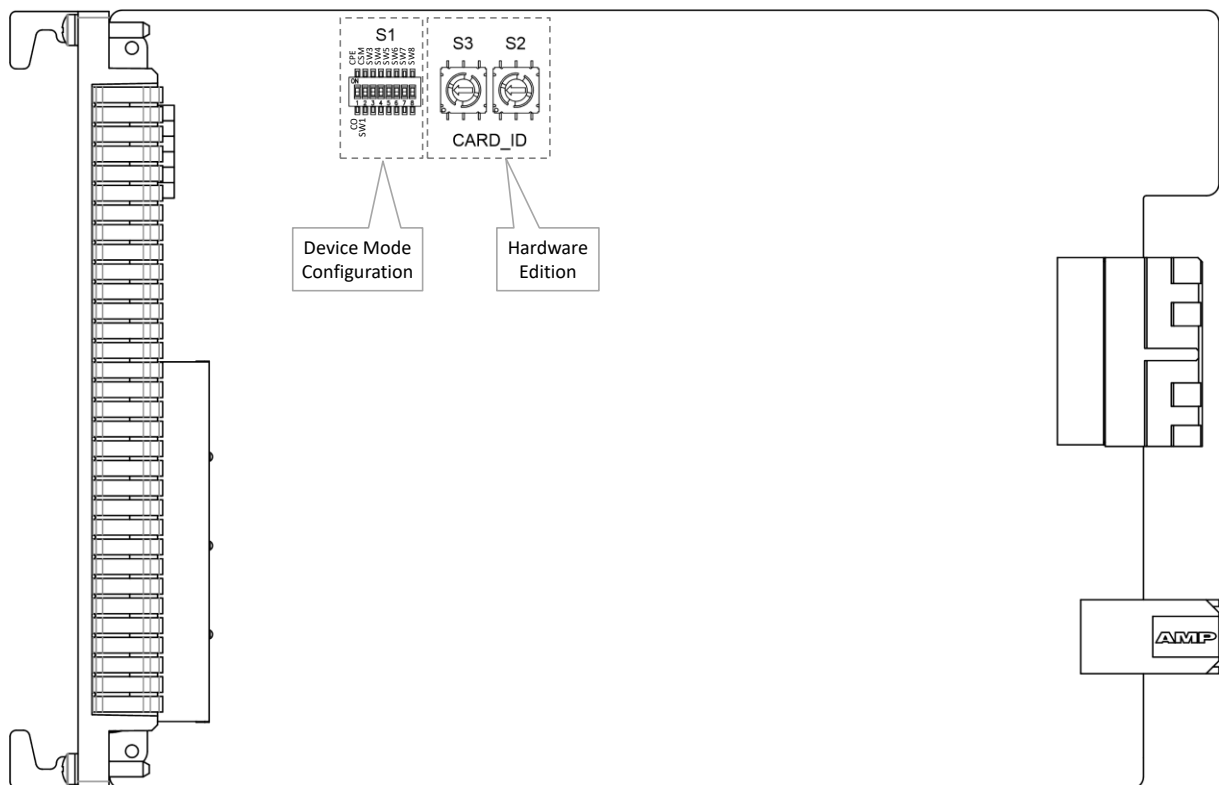 S1
CPE
CSM
SW3
SW4
SW5
SW6
SW7
SW8
ON
1 2 3 4 5 6 7 8
CO
SW1
S3 S2
CARD_ID
Device Mode
Configuration
Hardware
Edition
AMP